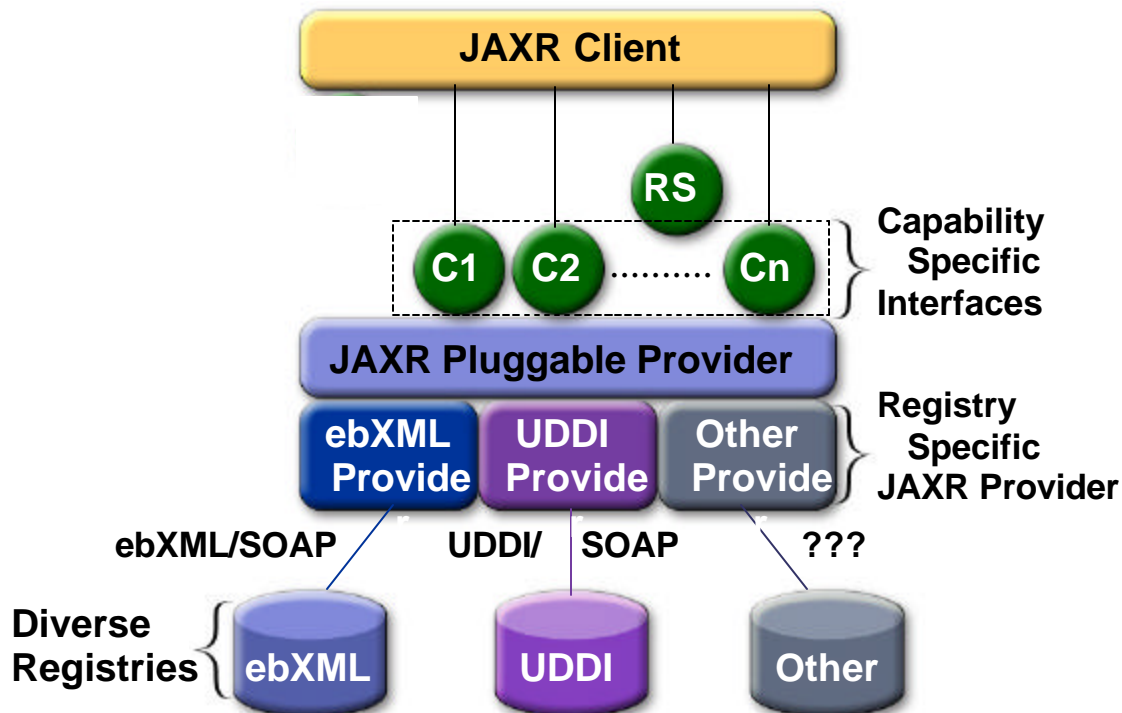 JAXR Client
RS
C1
C2
..........
Cn
Capability
Specific
Interfaces
JAXR Pluggable Provider
ebXML
Provide
r
UDDI
Provide
r
Other
Provide
r
Registry
Specific
JAXR Provider
ebXML/SOAP
UDDI/ SOAP
???
Diverse
Registries
ebXML
UDDI
Other